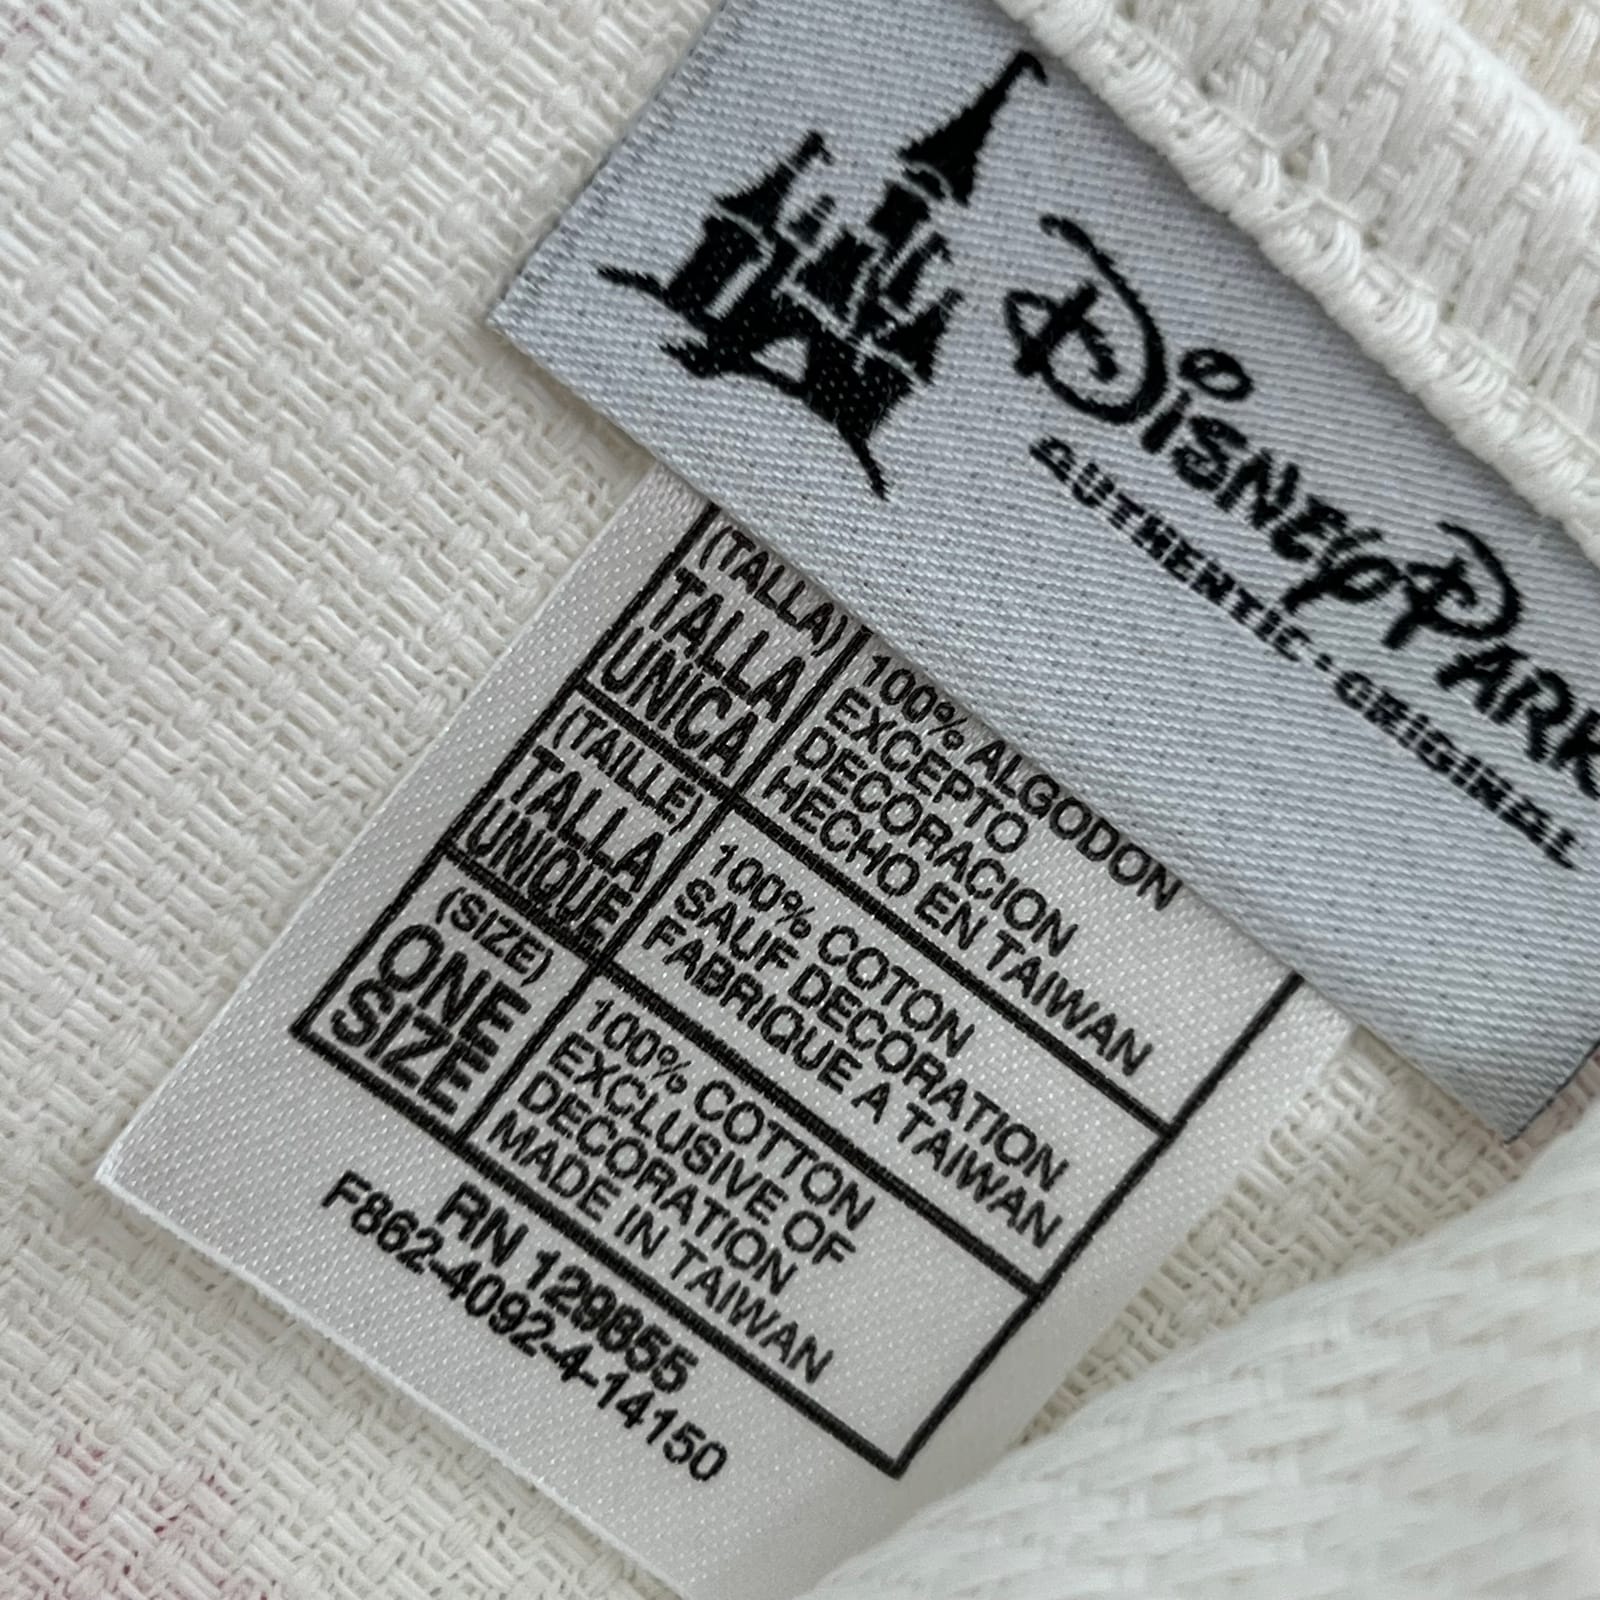 Disney PARK
AUTHENTIC • ORIGINAL
(TALLA)
TALLA
UNICA
100% ALGODON
EXCEPTO
DECORACION
HECHO EN TAIWAN
(TAILLE)
TALLA
UNIQUE
100% COTON
SAUF DECORATION
FABRIQUE A TAIWAN
(SIZE)
ONE
SIZE
100% COTTON
EXCLUSIVE OF
DECORATION
MADE IN TAIWAN
RN 129855
F862-4092-4-14150